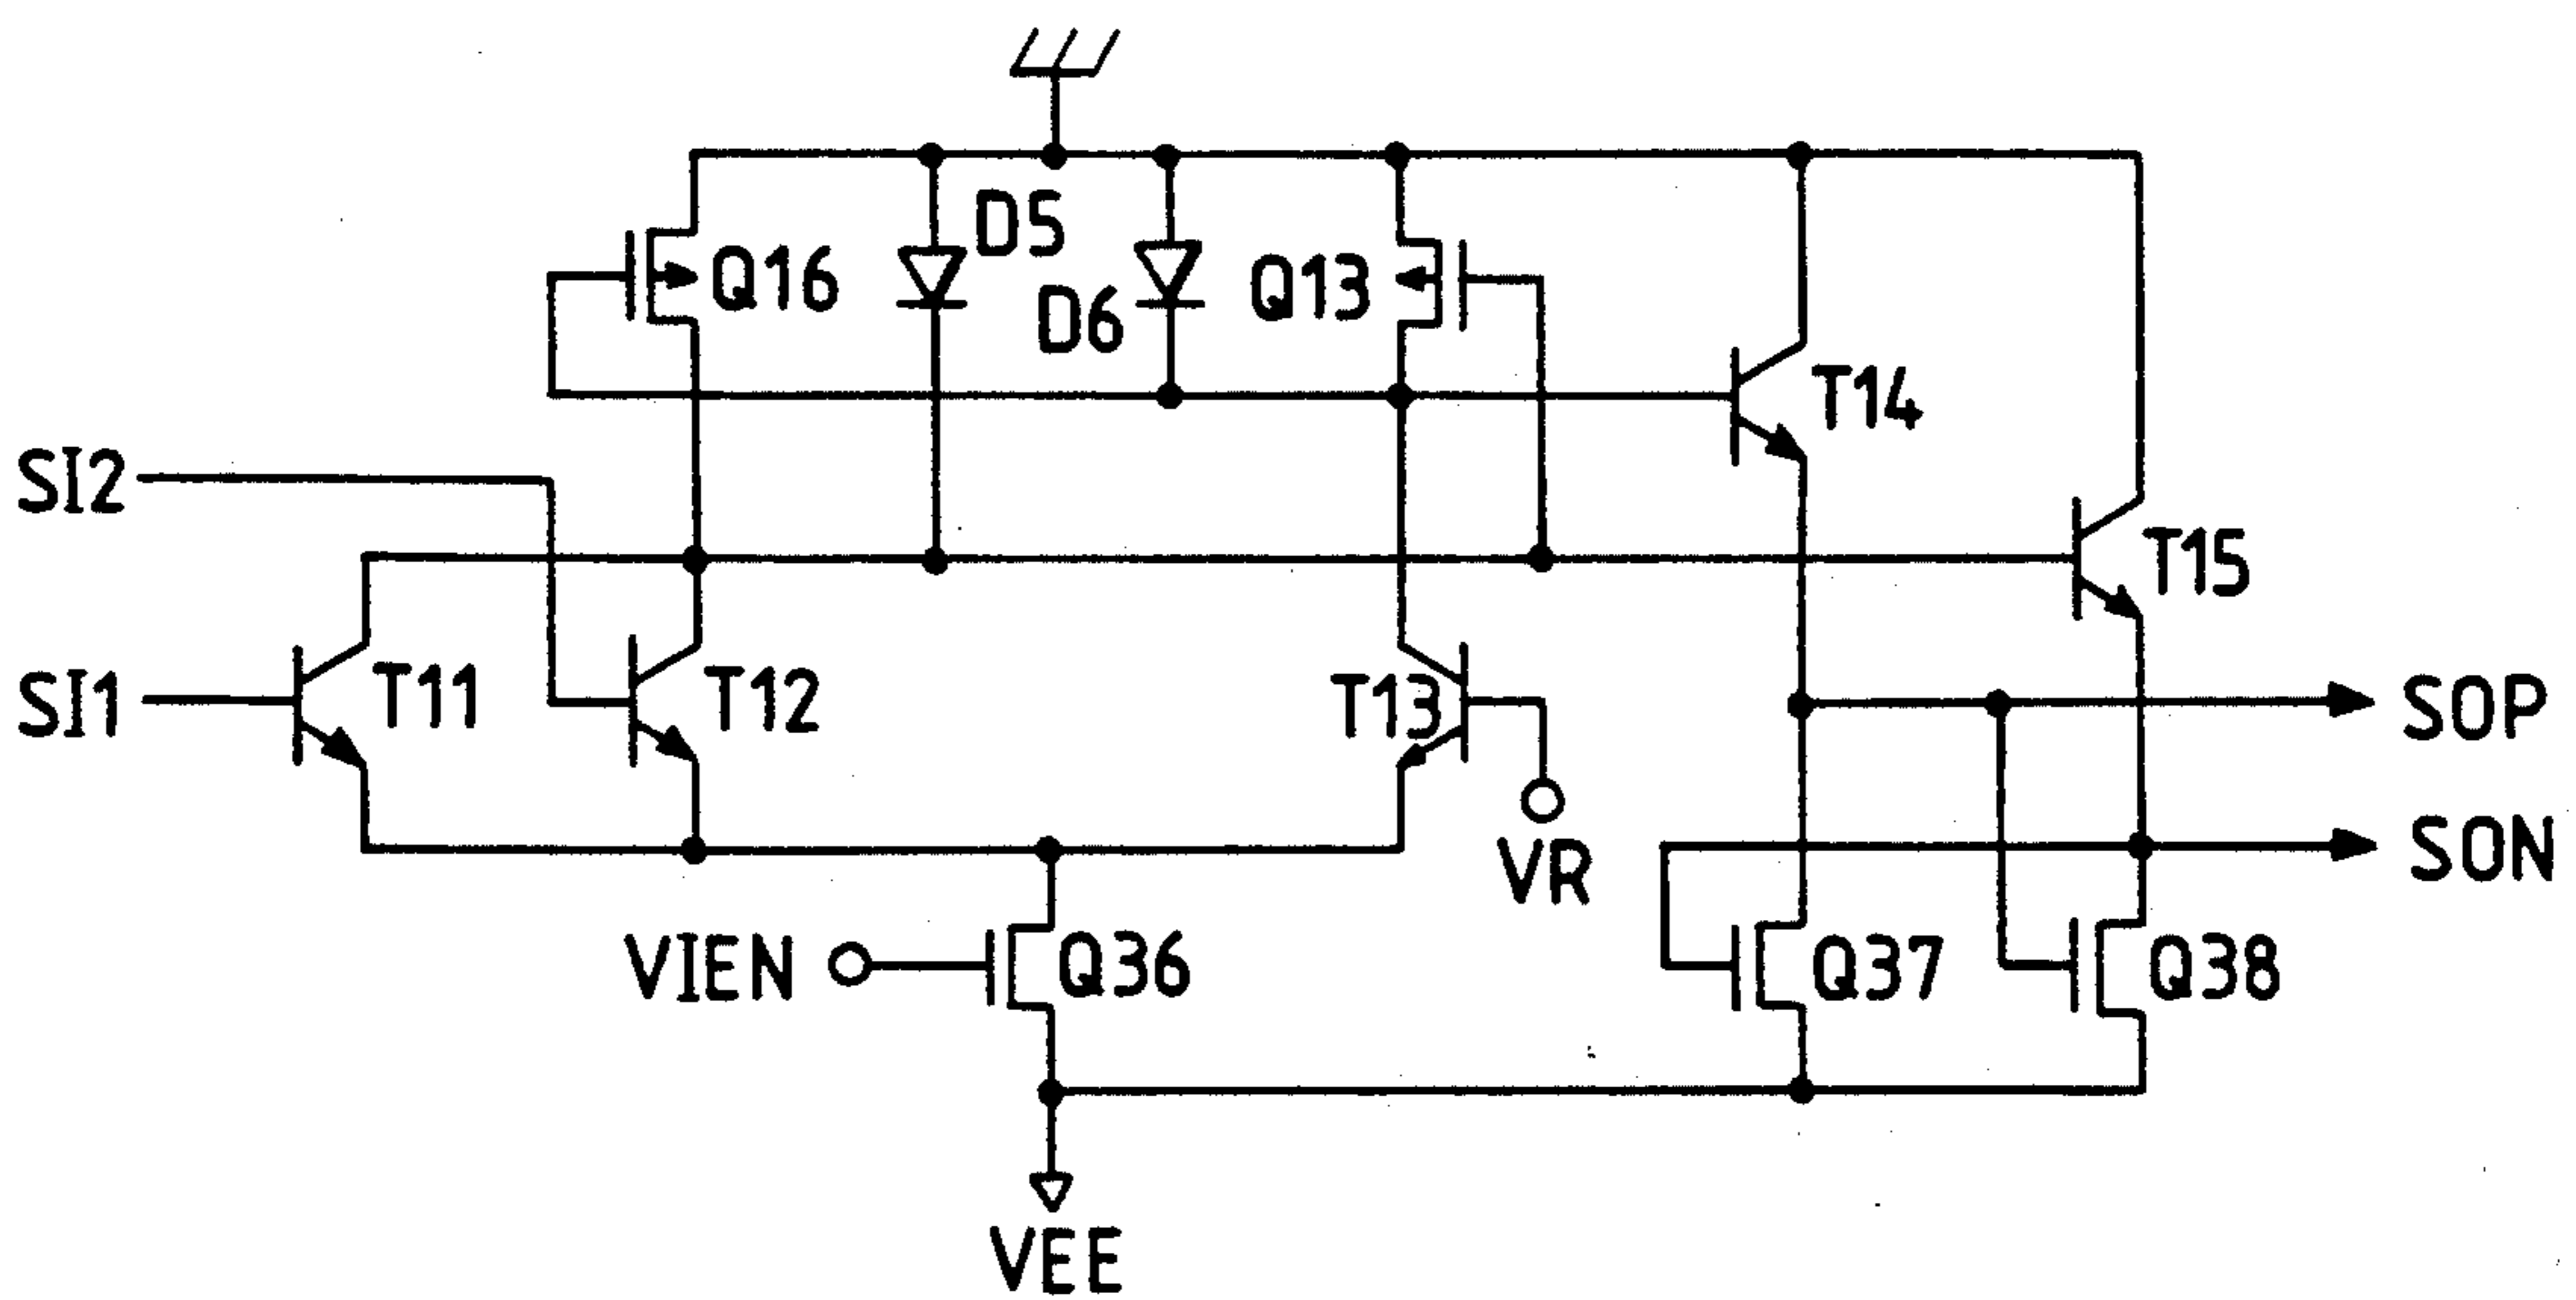 D5
Q16
Q13
D6
T14
SI2
T15
SI1
T11
T12
T13
SOP
VR
SON
VIEN
Q36
Q37
Q38
VEE